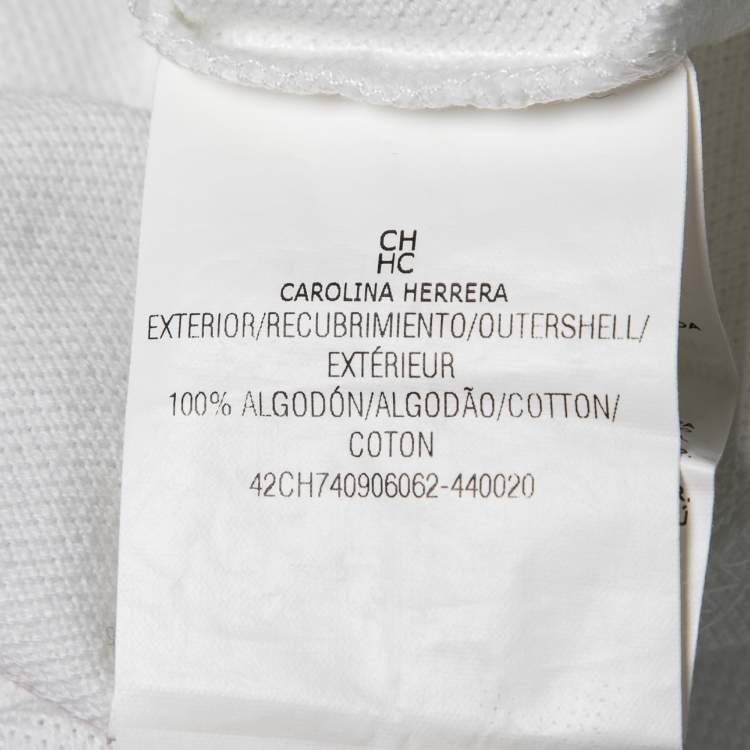 CH
HC
CAROLINA HERRERA
EXTERIOR/RECUBRIMIENTO/OUTERSHELL/
EXTÉRIEUR
100% ALGODÓN/ALGODÃO/COTTON/
COTON
42CH740906062-440020